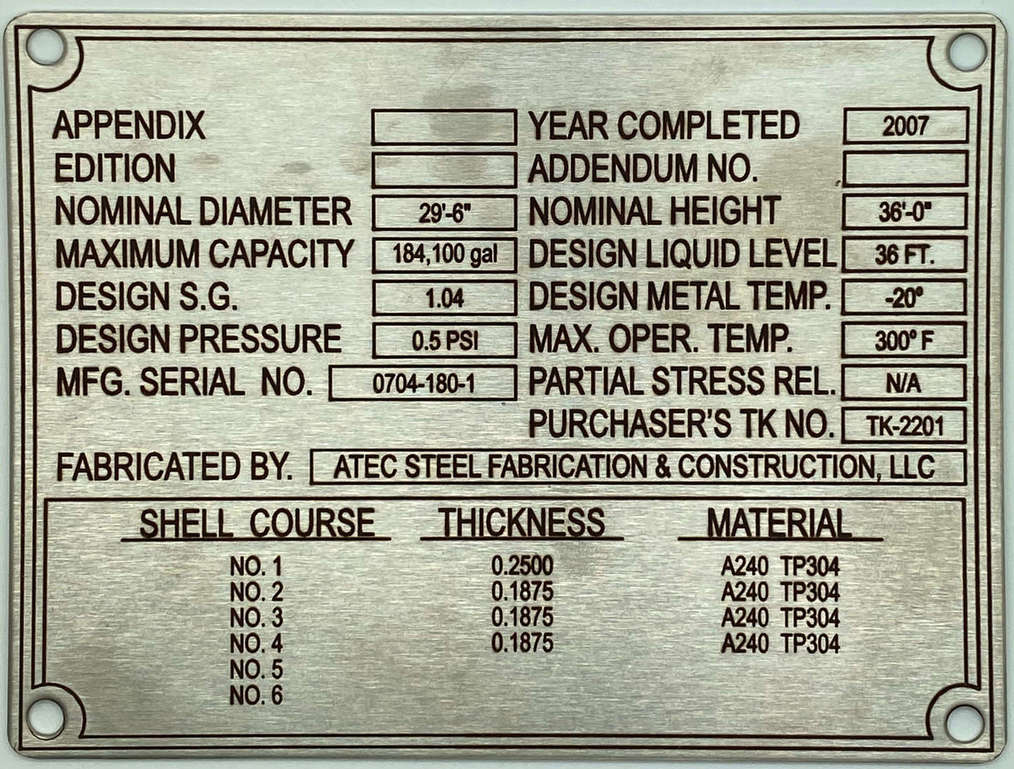 APPENDIX YEAR COMPLETED 2007
EDITION ADDENDUM NO.
NOMINAL DIAMETER 29'-6" NOMINAL HEIGHT 36'-0"
MAXIMUM CAPACITY 184,100 gal DESIGN LIQUID LEVEL 36 FT.
DESIGN S.G. 1.04 DESIGN METAL TEMP. -20°
DESIGN PRESSURE 0.5 PSI MAX. OPER. TEMP. 300° F
MFG. SERIAL NO. 0704-180-1 PARTIAL STRESS REL. N/A
PURCHASER'S TK NO. TK-2201
FABRICATED BY. ATEC STEEL FABRICATION & CONSTRUCTION, LLC
SHELL COURSE THICKNESS MATERIAL
NO. 1 0.2500 A240 TP304
NO. 2 0.1875 A240 TP304
NO. 3 0.1875 A240 TP304
NO. 4 0.1875 A240 TP304
NO. 5
NO. 6